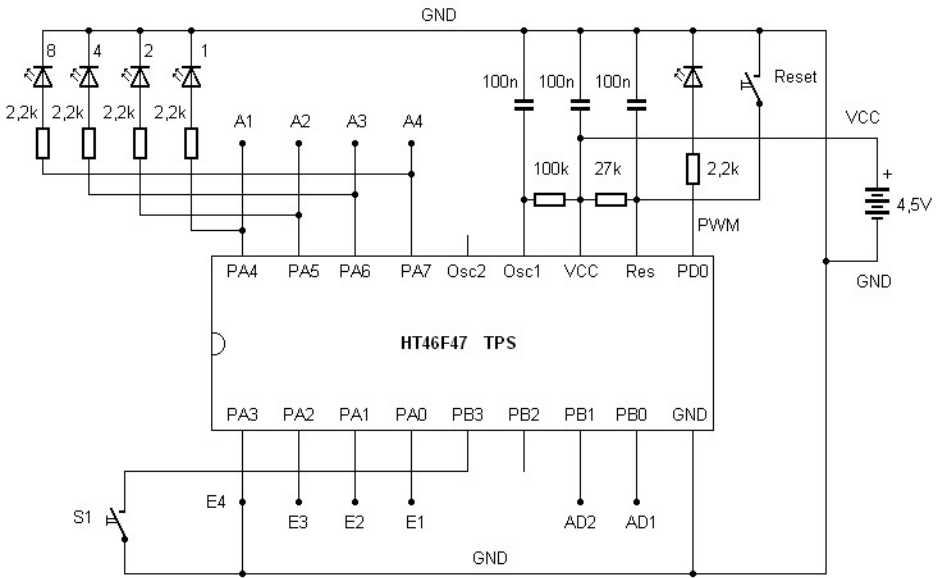 GND
8 4 2 1
100n 100n 100n
Reset
2,2k 2,2k 2,2k 2,2k
A1 A2 A3 A4
VCC
100k 27k 2,2k
+
4,5V
PWM
PA4 PA5 PA6 PA7 Osc2 Osc1 VCC Res PD0
GND
HT46F47 TPS
PA3 PA2 PA1 PA0 PB3 PB2 PB1 PB0 GND
E4
S1
E3 E2 E1 AD2 AD1
GND